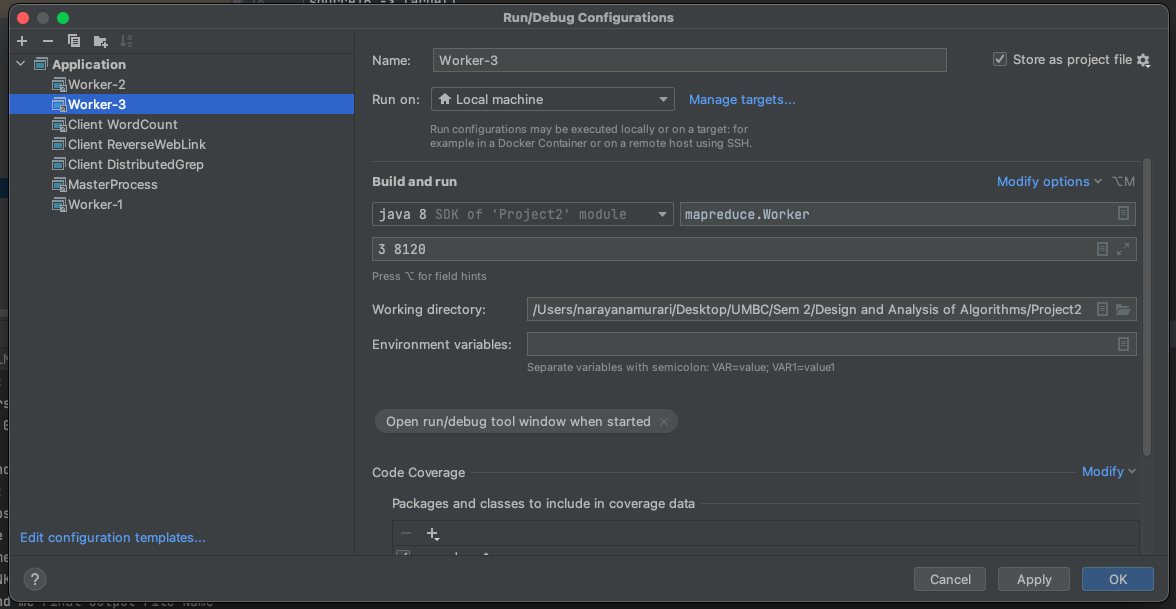 Run/Debug Configurations
Application
Worker-2
Worker-3
Client WordCount
Client ReverseWebLink
Client DistributedGrep
MasterProcess
Worker-1
Edit configuration templates...
Name: Worker-3 Store as project file
Run on: Local machine Manage targets...
Run configurations may be executed locally or on a target: for
example in a Docker Container or on a remote host using SSH.
Build and run Modify options ⌥M
java 8 SDK of 'Project2' module mapreduce.Worker
3 8120
Press ⌥ for field hints
Working directory: /Users/narayanamurari/Desktop/UMBC/Sem 2/Design and Analysis of Algorithms/Project2
Environment variables:
Separate variables with semicolon: VAR=value; VAR1=value1
Open run/debug tool window when started ×
Code Coverage Modify
Packages and classes to include in coverage data
? Cancel Apply OK